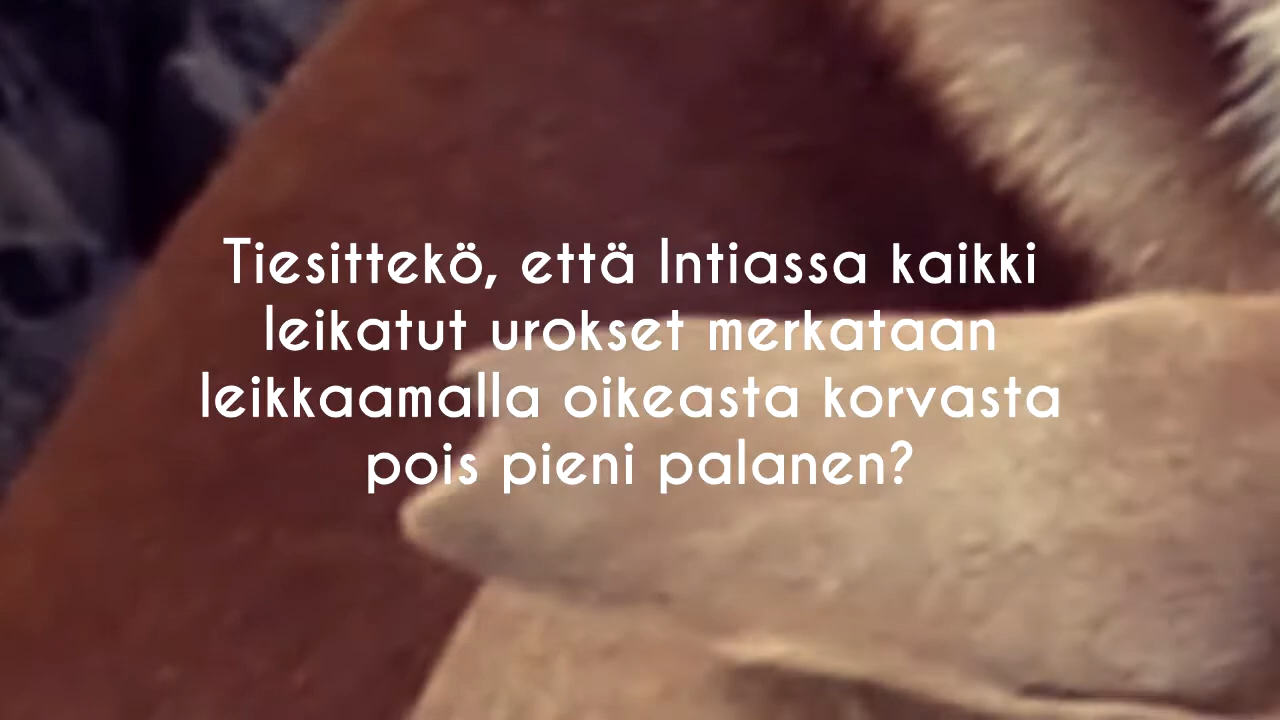 Tiesittekö, että Intiassa kaikki
leikatut urokset merkataan
leikkaamalla oikeasta korvasta
pois pieni palanen?